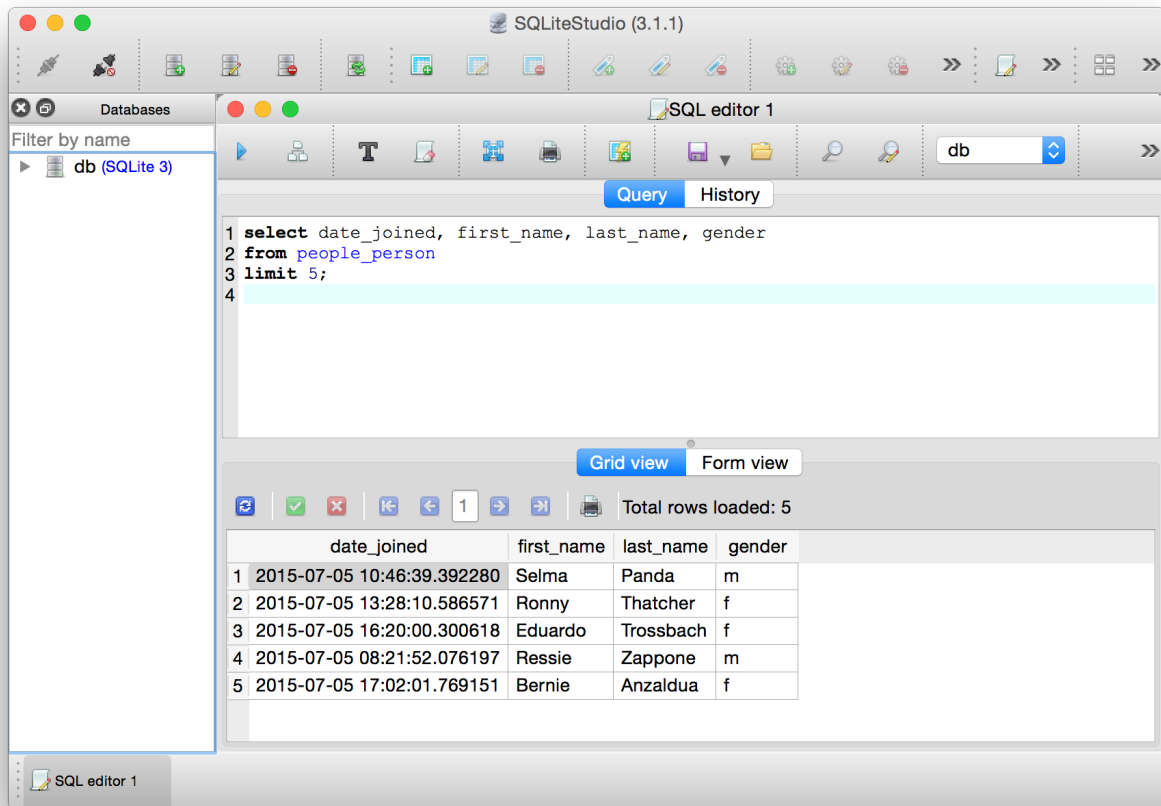 SQLiteStudio (3.1.1)
Databases
SQL editor 1
Filter by name
db (SQLite 3)
T
db
Query History
1 select date_joined, first_name, last_name, gender
2 from people_person
3 limit 5;
4
Grid view Form view
1 Total rows loaded: 5
date_joined first_name last_name gender
1 2015-07-05 10:46:39.392280 Selma Panda m
2 2015-07-05 13:28:10.586571 Ronny Thatcher f
3 2015-07-05 16:20:00.300618 Eduardo Trossbach f
4 2015-07-05 08:21:52.076197 Ressie Zappone m
5 2015-07-05 17:02:01.769151 Bernie Anzaldua f
SQL editor 1